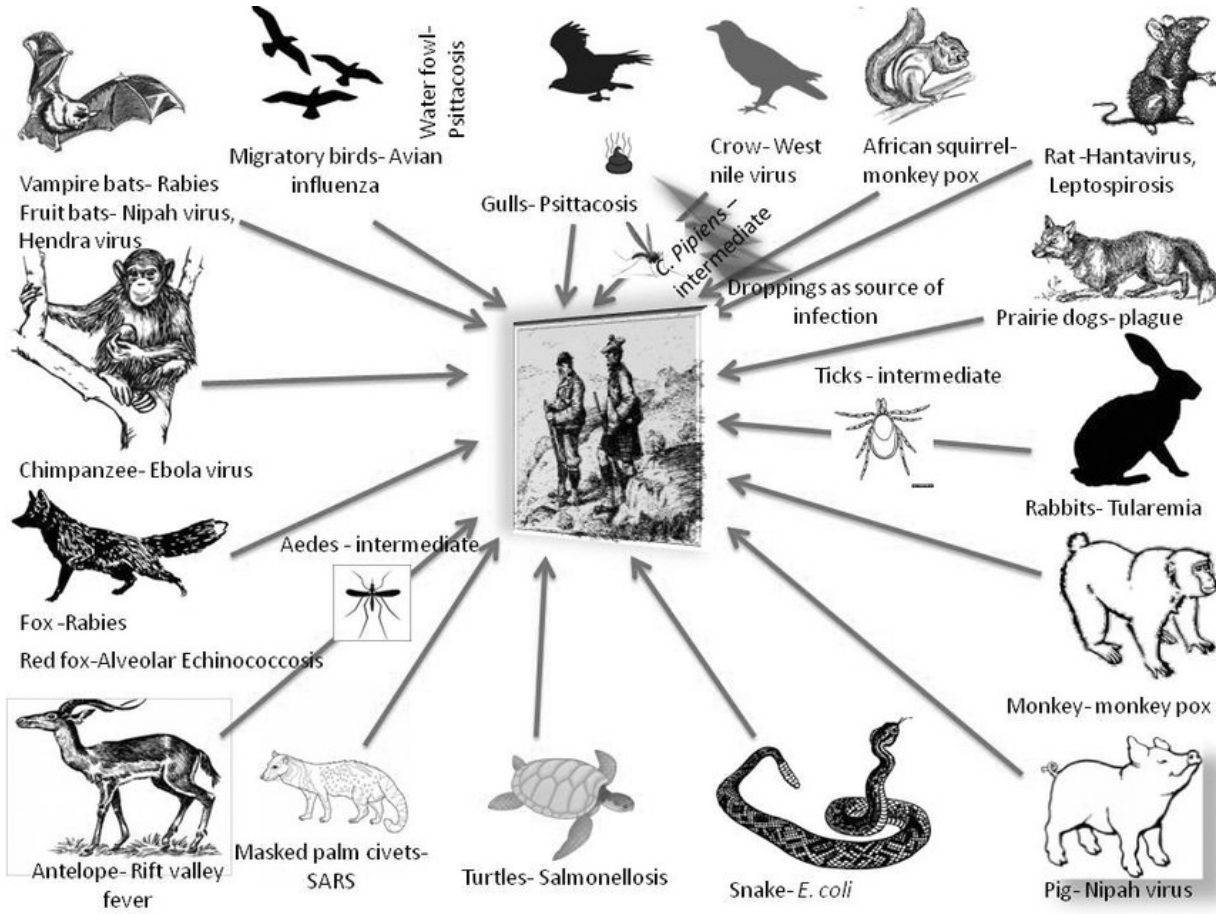 Water fowl-
Psittacosis
Migratory birds- Avian
influenza
Vampire bats- Rabies
Fruit bats- Nipah virus,
Hendra virus
Gulls- Psittacosis
Crow- West
nile virus
African squirrel-
monkey pox
Rat -Hantavirus,
Leptospirosis
C. Pipiens –
intermediate
Droppings as source of
infection
Prairie dogs- plague
Ticks - intermediate
Rabbits- Tularemia
Chimpanzee- Ebola virus
Aedes - intermediate
Fox -Rabies
Red fox-Alveolar Echinococcosis
Monkey- monkey pox
Antelope- Rift valley
fever
Masked palm civets-
SARS
Turtles- Salmonellosis
Snake- E. coli
Pig- Nipah virus